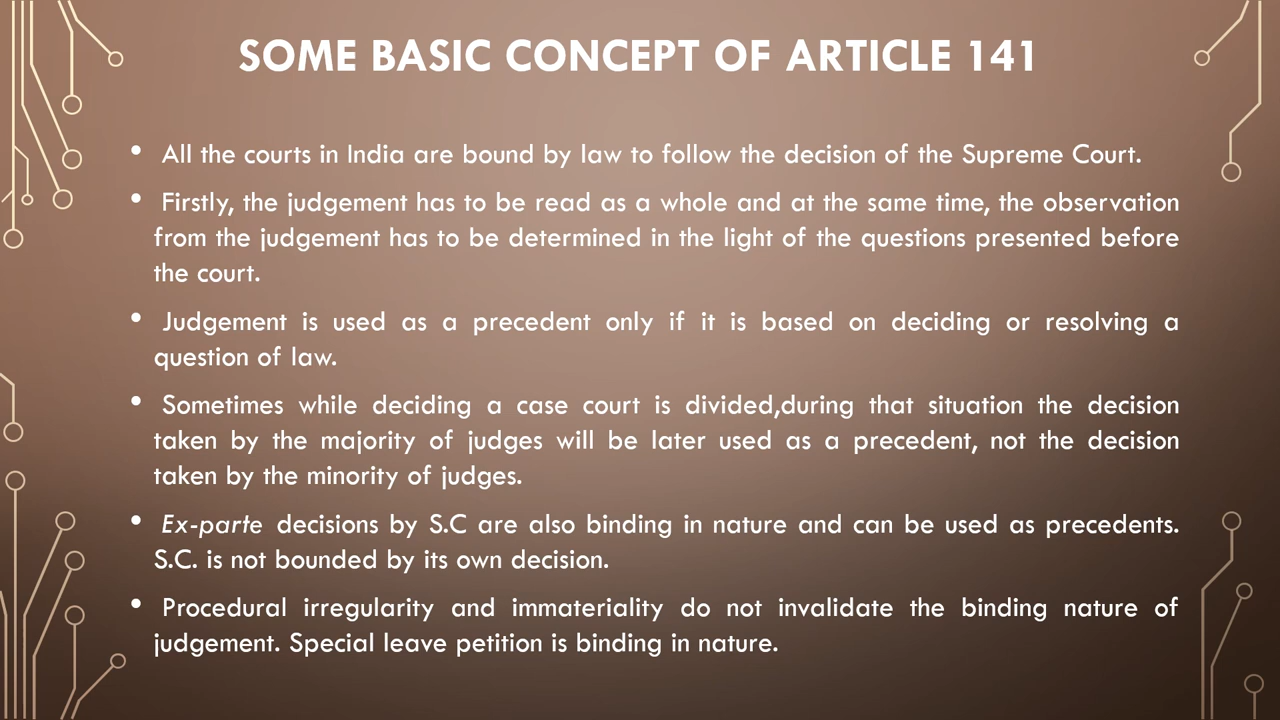 SOME BASIC CONCEPT OF ARTICLE 141
• All the courts in India are bound by law to follow the decision of the Supreme Court.
• Firstly, the judgement has to be read as a whole and at the same time, the observation
from the judgement has to be determined in the light of the questions presented before
the court.
• Judgement is used as a precedent only if it is based on deciding or resolving a
question of law.
• Sometimes while deciding a case court is divided,during that situation the decision
taken by the majority of judges will be later used as a precedent, not the decision
taken by the minority of judges.
• Ex-parte decisions by S.C are also binding in nature and can be used as precedents.
S.C. is not bounded by its own decision.
• Procedural irregularity and immateriality do not invalidate the binding nature of
judgement. Special leave petition is binding in nature.